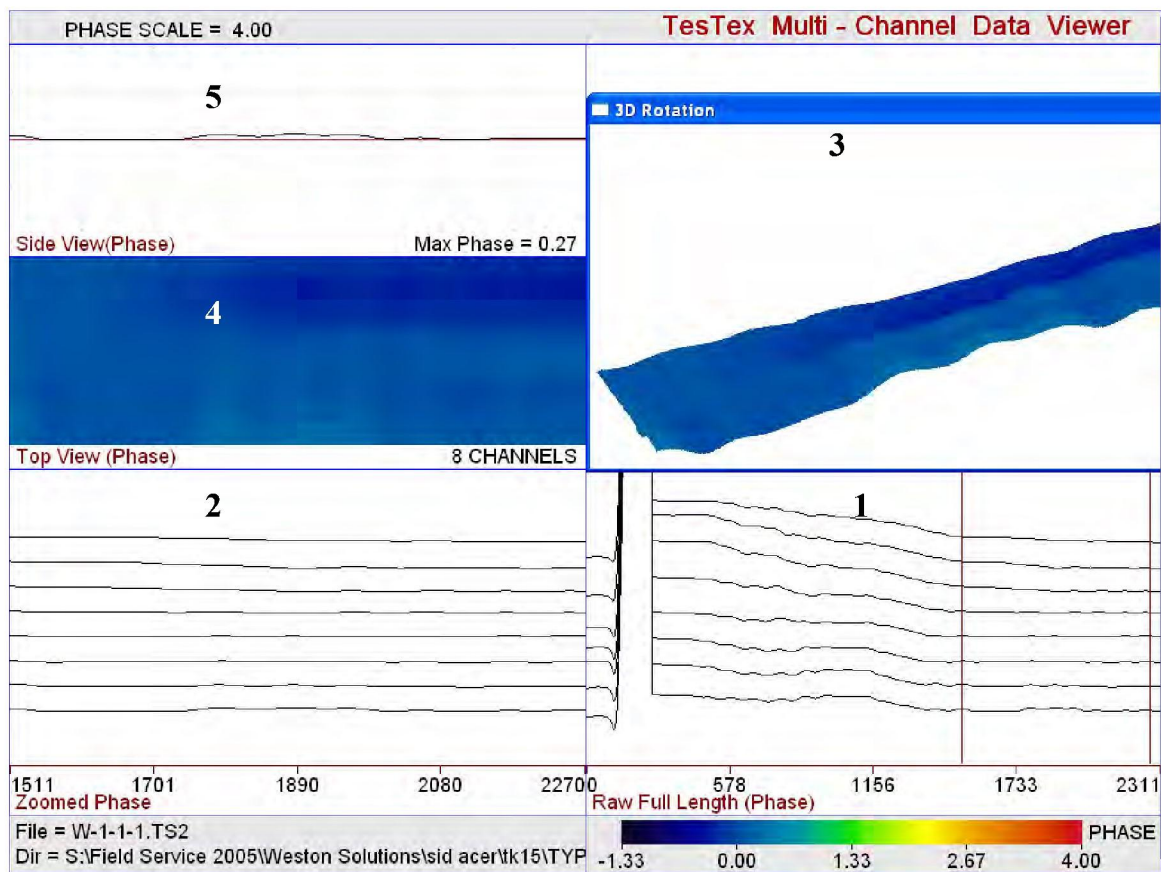 PHASE SCALE = 4.00
TesTex Multi - Channel Data Viewer
5
Side View(Phase)
Max Phase = 0.27
3D Rotation
3
4
Top View (Phase)
8 CHANNELS
2
1511 1701 1890 2080 2270
Zoomed Phase
1
0 578 1156 1733 2311
Raw Full Length (Phase)
File = W-1-1-1.TS2
Dir = S:\Field Service 2005\Weston Solutions\sid acer\tk15\TYP
PHASE
-1.33 0.00 1.33 2.67 4.00